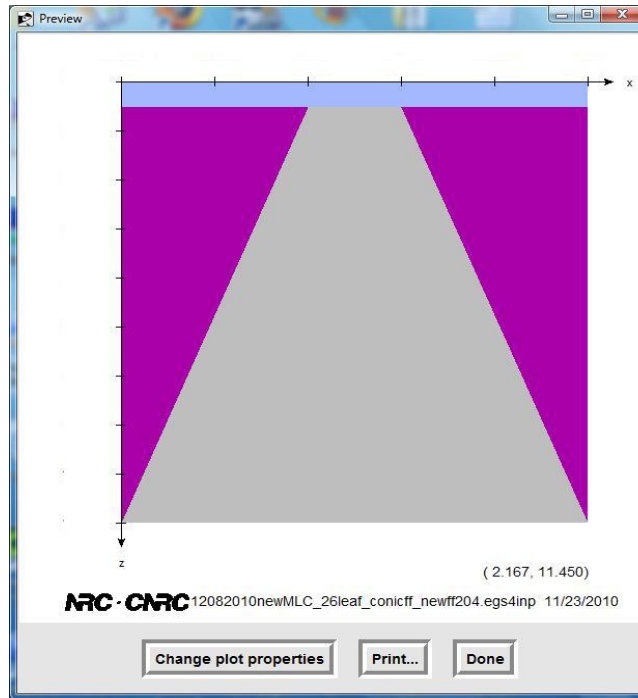 Preview
x
z
( 2.167, 11.450)
NRC·CNRC 12082010newMLC_26leaf_conicff_newff204.egs4inp 11/23/2010
Change plot properties Print... Done